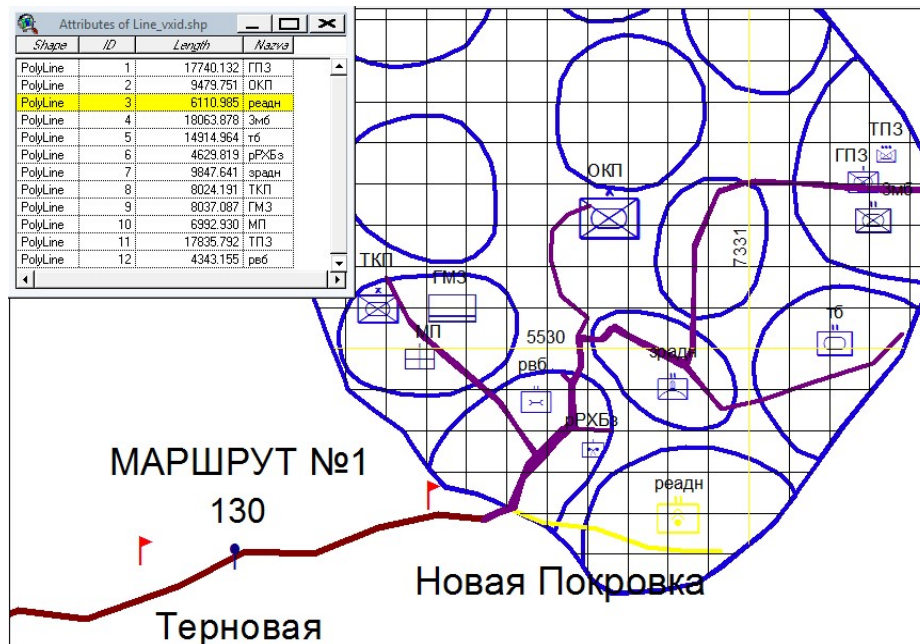 Attributes of Line_vxid.shp
Shape ID Length Nazva
PolyLine 1 17740.132 ГПЗ
PolyLine 2 9479.751 ОКП
PolyLine 3 6110.985 реадн
PolyLine 4 18063.878 3мб
PolyLine 5 14914.964 тб
PolyLine 6 4629.819 рРХБз
PolyLine 7 9847.641 зрадн
PolyLine 8 8024.191 ТКП
PolyLine 9 8037.087 ГМЗ
PolyLine 10 6992.930 МП
PolyLine 11 17835.792 ТПЗ
PolyLine 12 4343.155 рвб
ТПЗ
ГПЗ
3мб
ОКП
7331
ТКП
ГМЗ
МП
5530
тб
зрадн
рвб
рРХБз
реадн
МАРШРУТ №1
130
Новая Покровка
Терновая